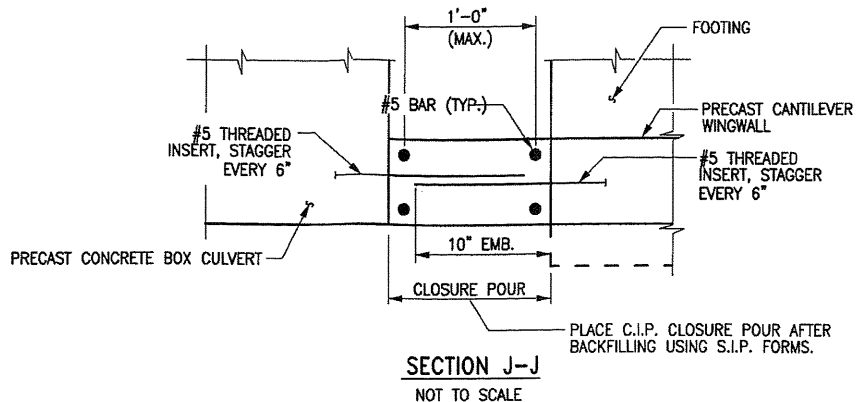 1'-0"
(MAX.)
FOOTING
#5 BAR (TYP.)
PRECAST CANTILEVER
WINGWALL
#5 THREADED
INSERT, STAGGER
EVERY 6"
#5 THREADED
INSERT, STAGGER
EVERY 6"
PRECAST CONCRETE BOX CULVERT
10" EMB.
CLOSURE POUR
PLACE C.I.P. CLOSURE POUR AFTER
BACKFILLING USING S.I.P. FORMS.
SECTION J-J
NOT TO SCALE